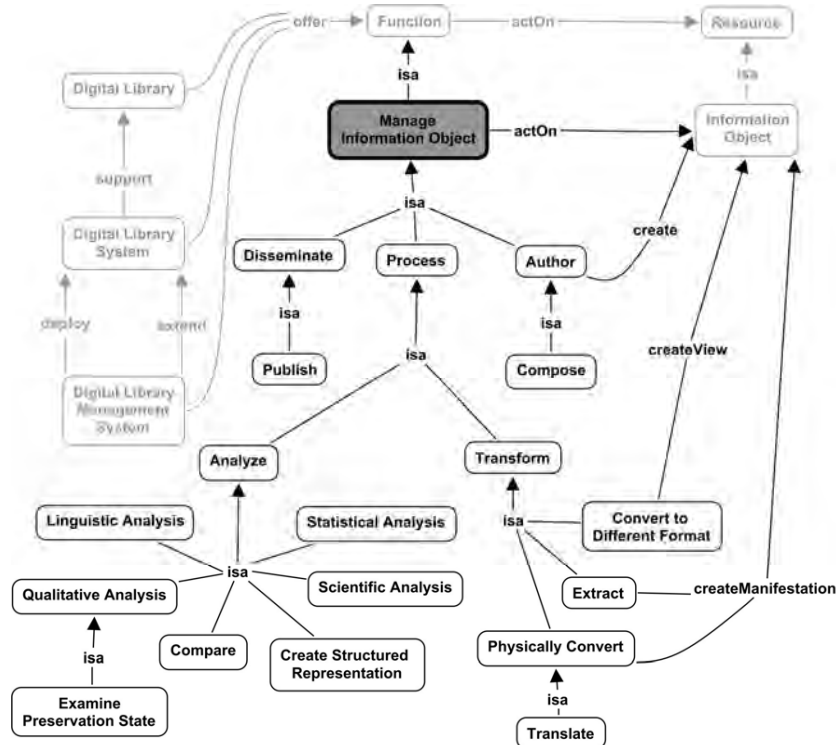 offer
Function
actOn
Resource
isa
isa
Digital Library
Manage
Information Object
actOn
Information
Object
support
isa
create
Digital Library
System
Disseminate
Process
Author
deploy
extend
isa
isa
isa
createView
Publish
Compose
Digital Library
Management
System
Analyze
Transform
Linguistic Analysis
Statistical Analysis
isa
Convert to
Different Format
isa
Qualitative Analysis
Scientific Analysis
Extract
createManifestation
Compare
Create Structured
Representation
Physically Convert
isa
isa
Examine
Preservation State
Translate